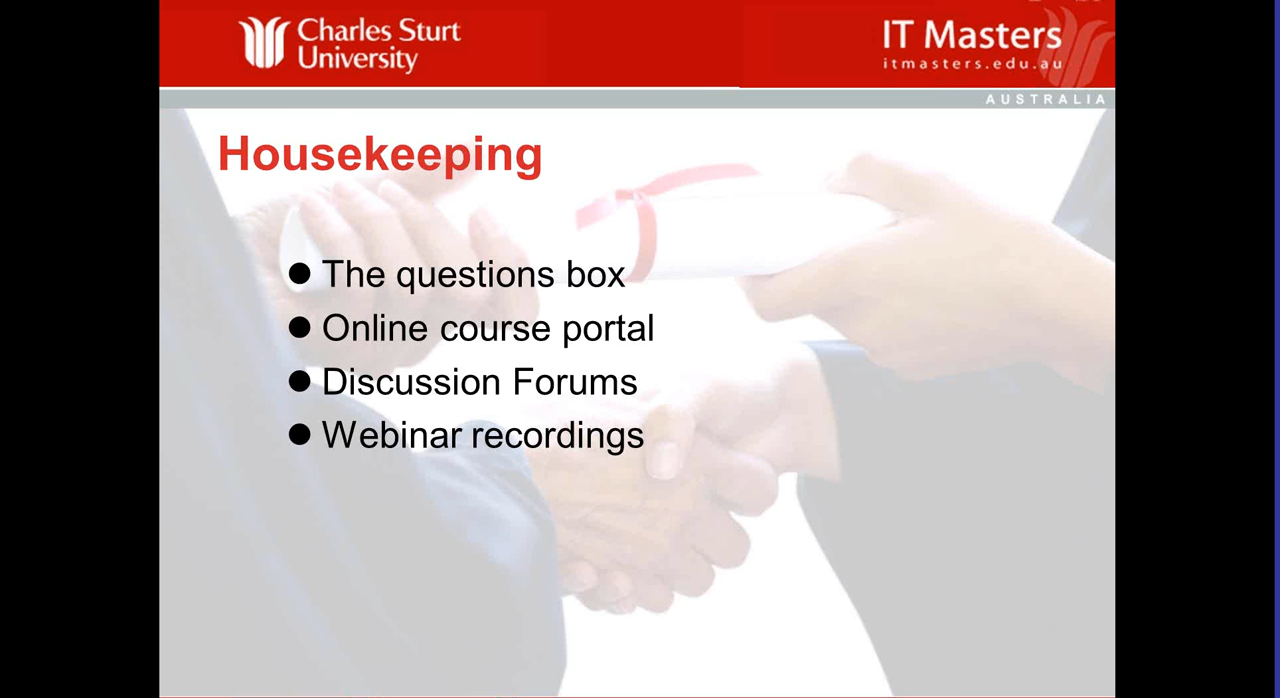 Charles Sturt
University
IT Masters
itmasters.edu.au
AUSTRALIA
Housekeeping
● The questions box
● Online course portal
● Discussion Forums
● Webinar recordings